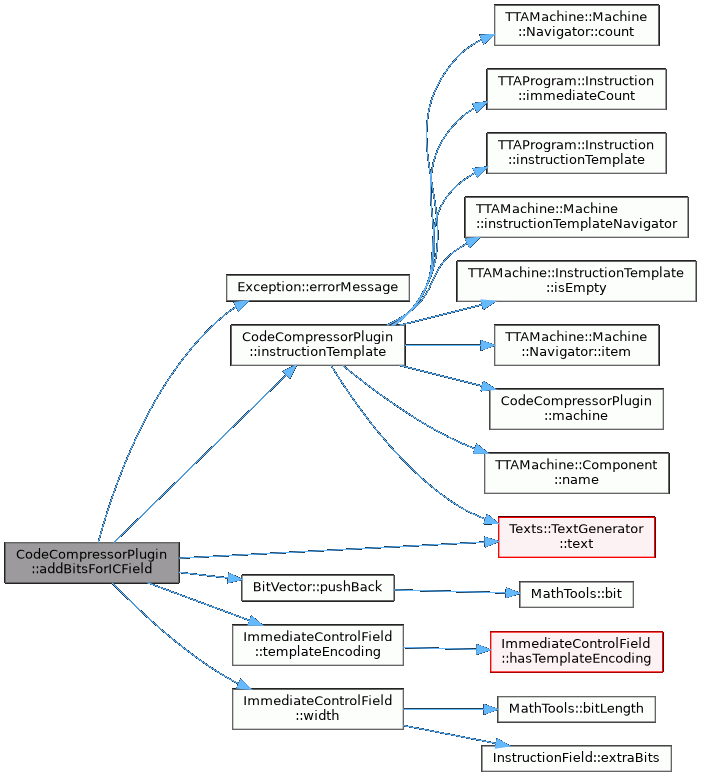 TTAMachine::Machine
::Navigator::count
TTAProgram::Instruction
::immediateCount
TTAProgram::Instruction
::instructionTemplate
TTAMachine::Machine
::instructionTemplateNavigator
TTAMachine::InstructionTemplate
::isEmpty
Exception::errorMessage
CodeCompressorPlugin
::instructionTemplate
TTAMachine::Machine
::Navigator::item
CodeCompressorPlugin
::machine
TTAMachine::Component
::name
Texts::TextGenerator
::text
CodeCompressorPlugin
::addBitsForICField
BitVector::pushBack
MathTools::bit
ImmediateControlField
::templateEncoding
ImmediateControlField
::hasTemplateEncoding
ImmediateControlField
::width
MathTools::bitLength
InstructionField::extraBits